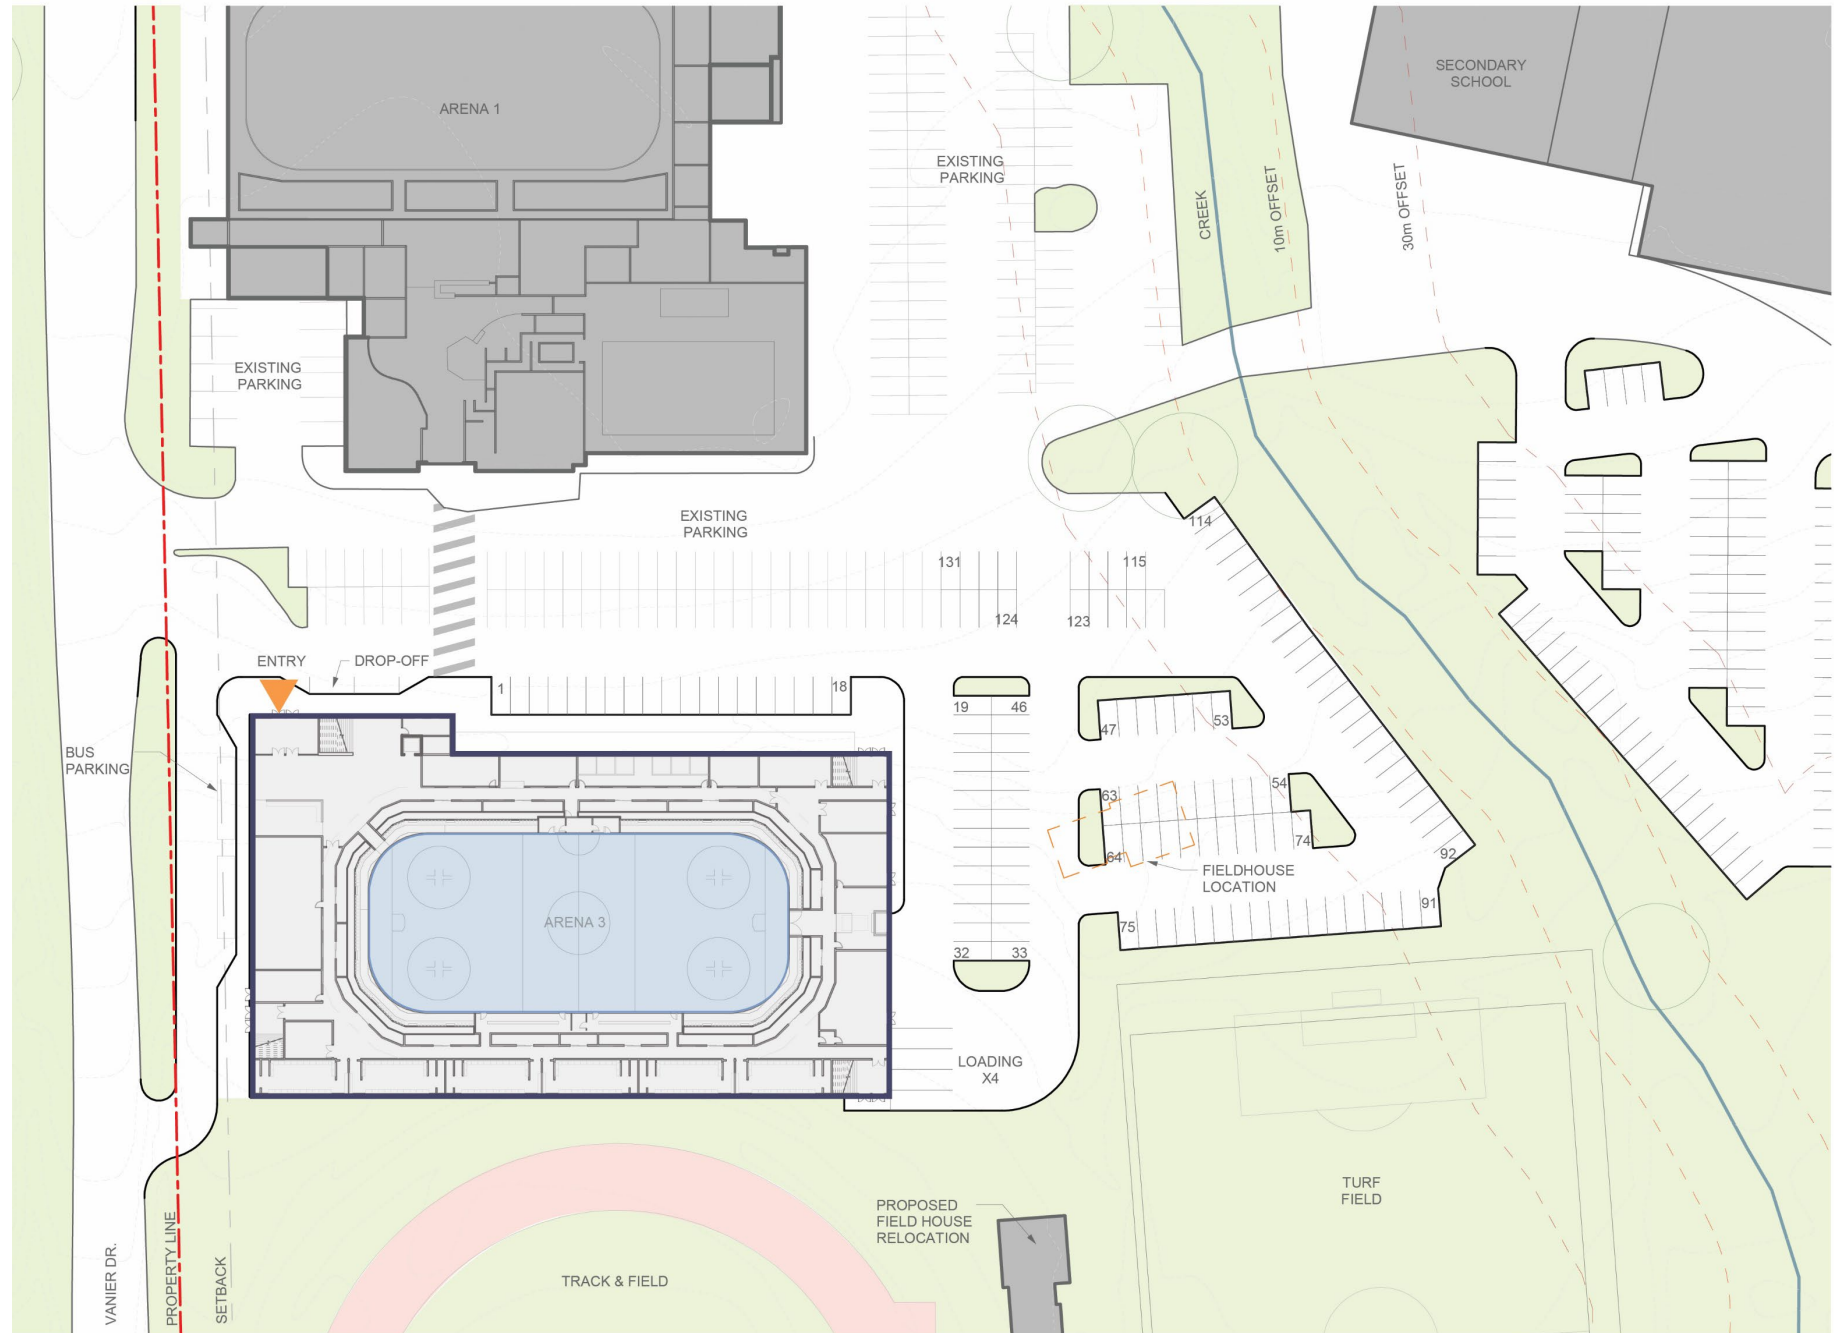 ARENA 1
SECONDARY
SCHOOL
EXISTING
PARKING
CREEK
10m OFFSET
30m OFFSET
EXISTING
PARKING
EXISTING
PARKING
114
131
115
124
123
ENTRY
DROP-OFF
1
18
19
46
47
53
BUS
PARKING
54
63
64
74
92
FIELDHOUSE
LOCATION
91
75
ARENA 3
32
33
LOADING
X4
TURF
FIELD
PROPOSED
FIELD HOUSE
RELOCATION
TRACK & FIELD
VANIER DR.
PROPERTY LINE
SETBACK